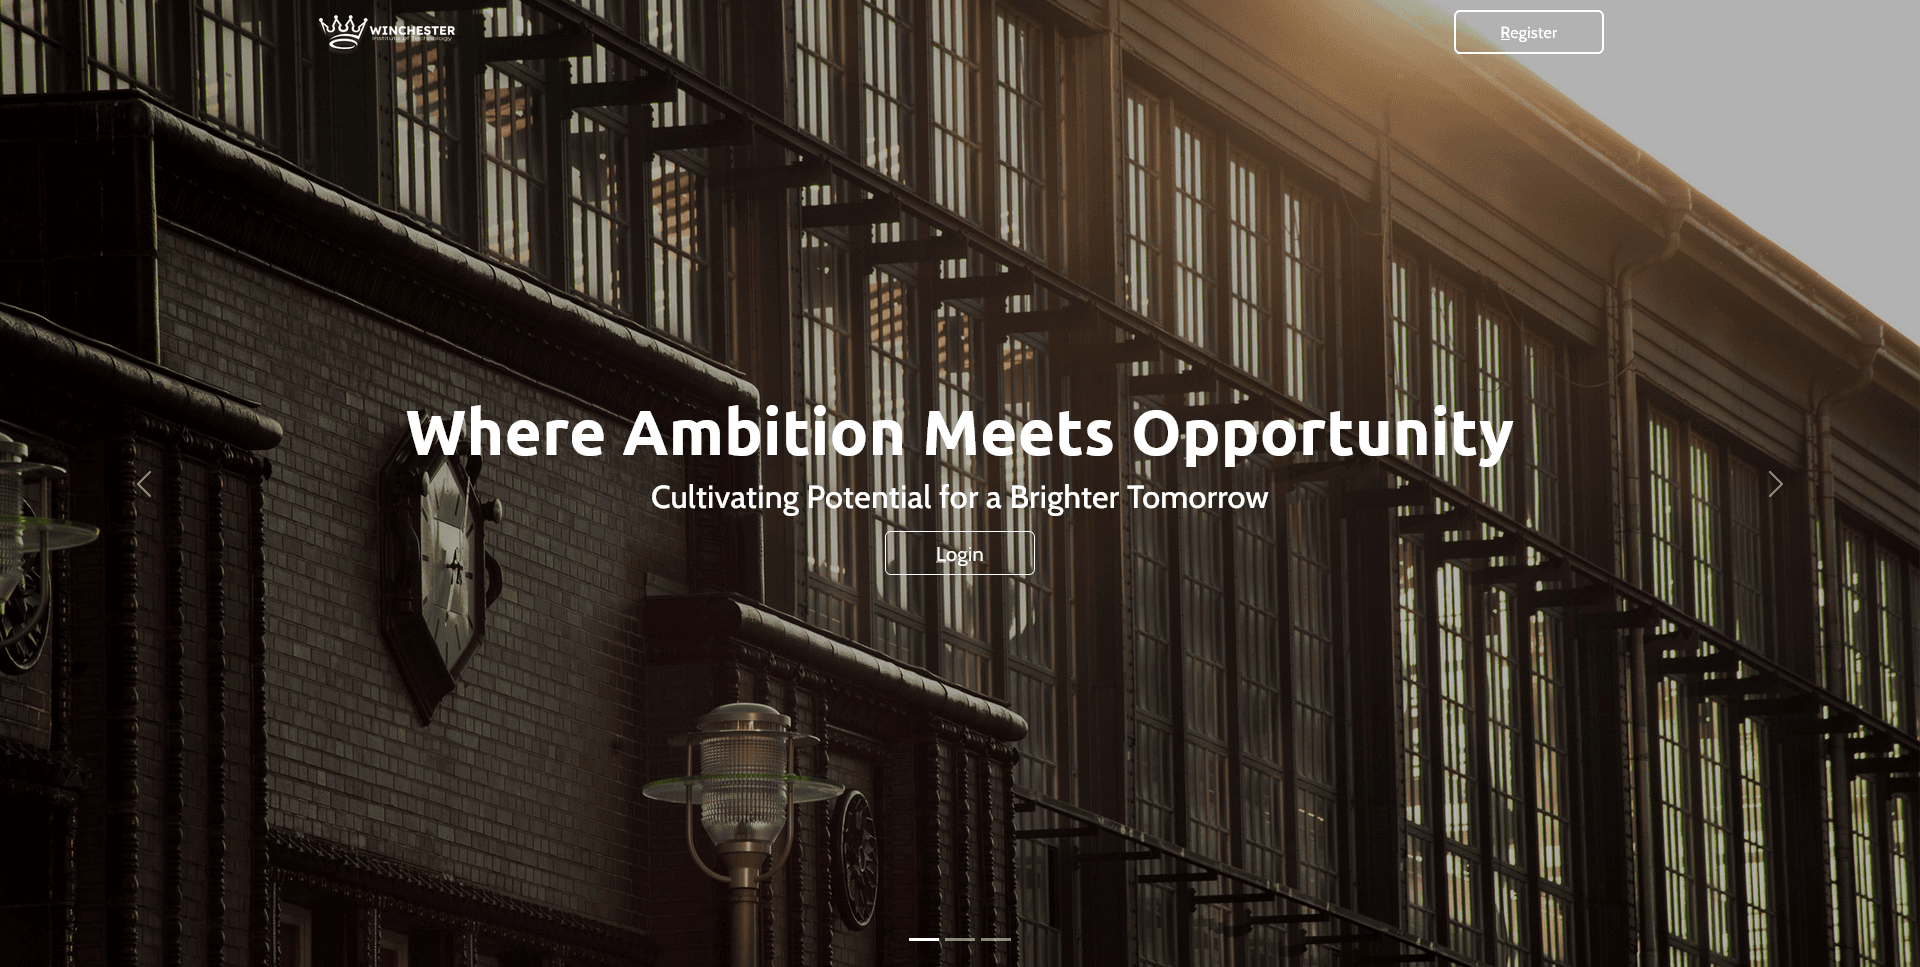 WINCHESTER
Institute of Technology
Register
Where Ambition Meets Opportunity
Cultivating Potential for a Brighter Tomorrow
Login